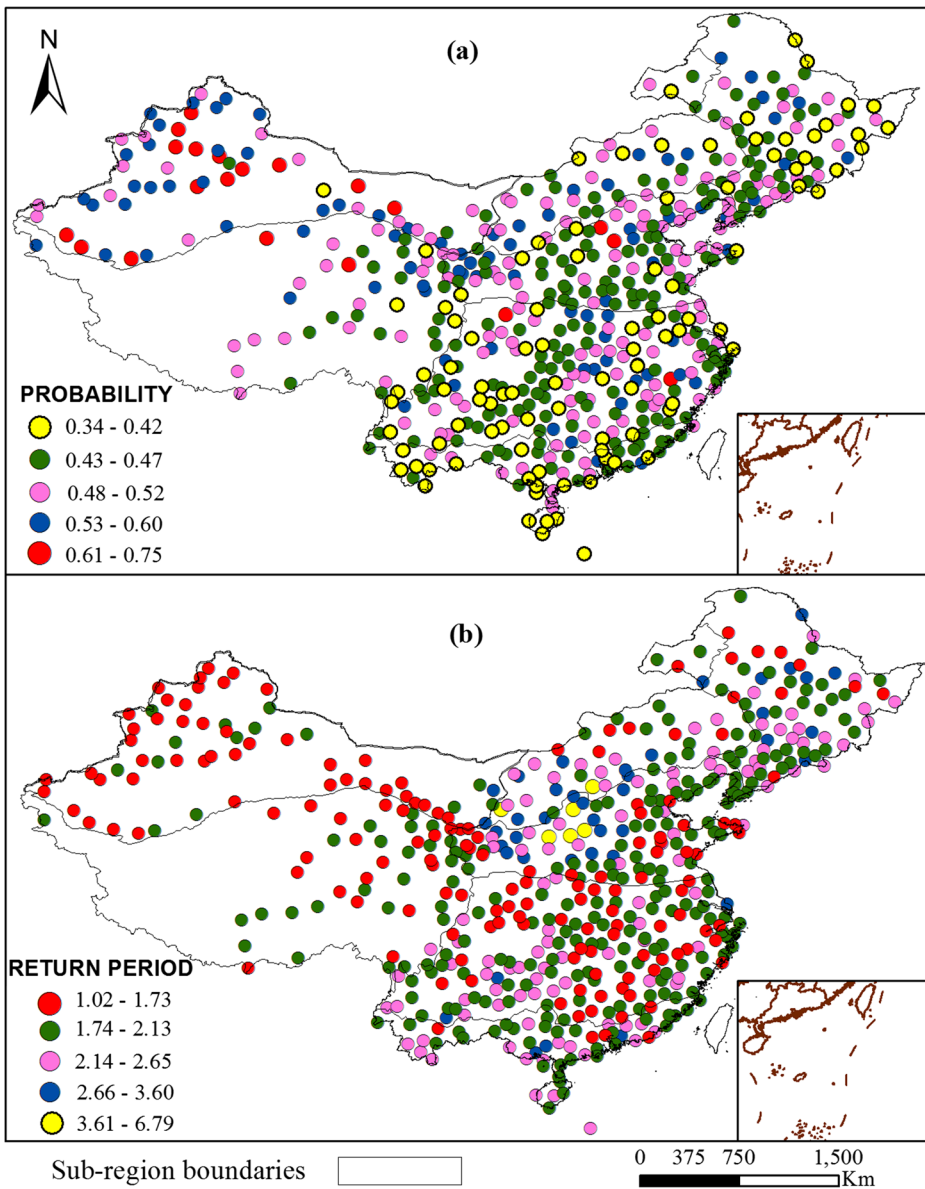 N
(a)
PROBABILITY
0.34 - 0.42
0.43 - 0.47
0.48 - 0.52
0.53 - 0.60
0.61 - 0.75
(b)
RETURN PERIOD
1.02 - 1.73
1.74 - 2.13
2.14 - 2.65
2.66 - 3.60
3.61 - 6.79
Sub-region boundaries
0 375 750 1,500
Km